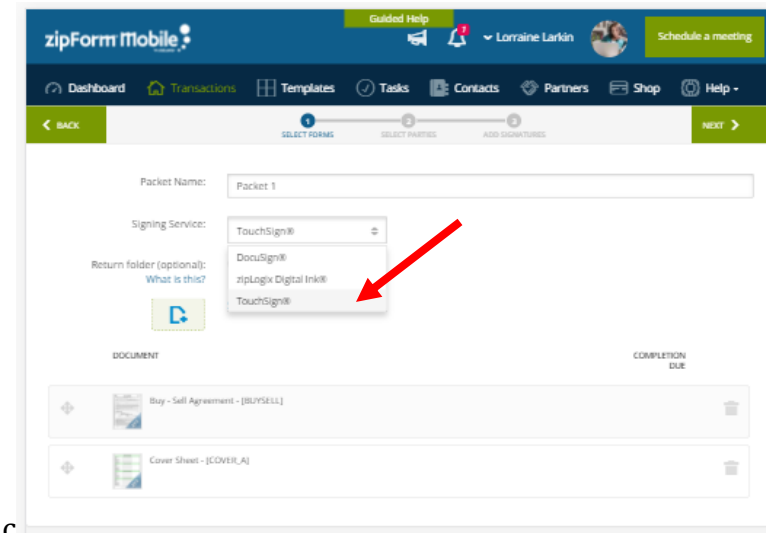 Guided Help
zipForm Mobile
Lorraine Larkin
Schedule a meeting
Dashboard Transactions Templates Tasks Contacts Partners Shop Help
BACK
1 2 3
SELECT FORMS SELECT PARTIES ADD SIGNATURES
NEXT
Packet Name: Packet 1
Signing Service: TouchSign®
DocuSign®
Return folder (optional):
What is this? zipLogix Digital Ink®
TouchSign®
DOCUMENT COMPLETION
DUE
Buy - Sell Agreement - [BUYSELL]
Cover Sheet - [COVER_A]
c